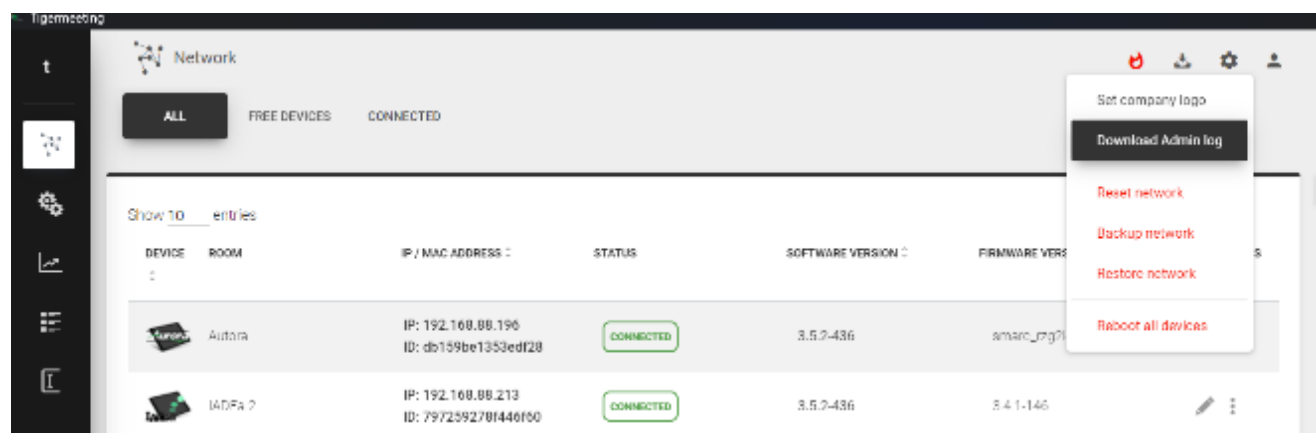 Tigermeeting
t
Network
ALL FREE DEVICES CONNECTED
Set company logo
Download Admin log
Reset network
Backup network
Restore network
Reboot all devices
Show 10 entries
DEVICE ROOM IP / MAC ADDRESS STATUS SOFTWARE VERSION FIRMWARE VERS S
Autora IP: 192.168.88.196 CONNECTED 3.5.2-436
ID: db159be1353edf28
IP: 192.168.88.213 CONNECTED 3.5.2-436 3.4.1-146
ID: 797259278f446f60